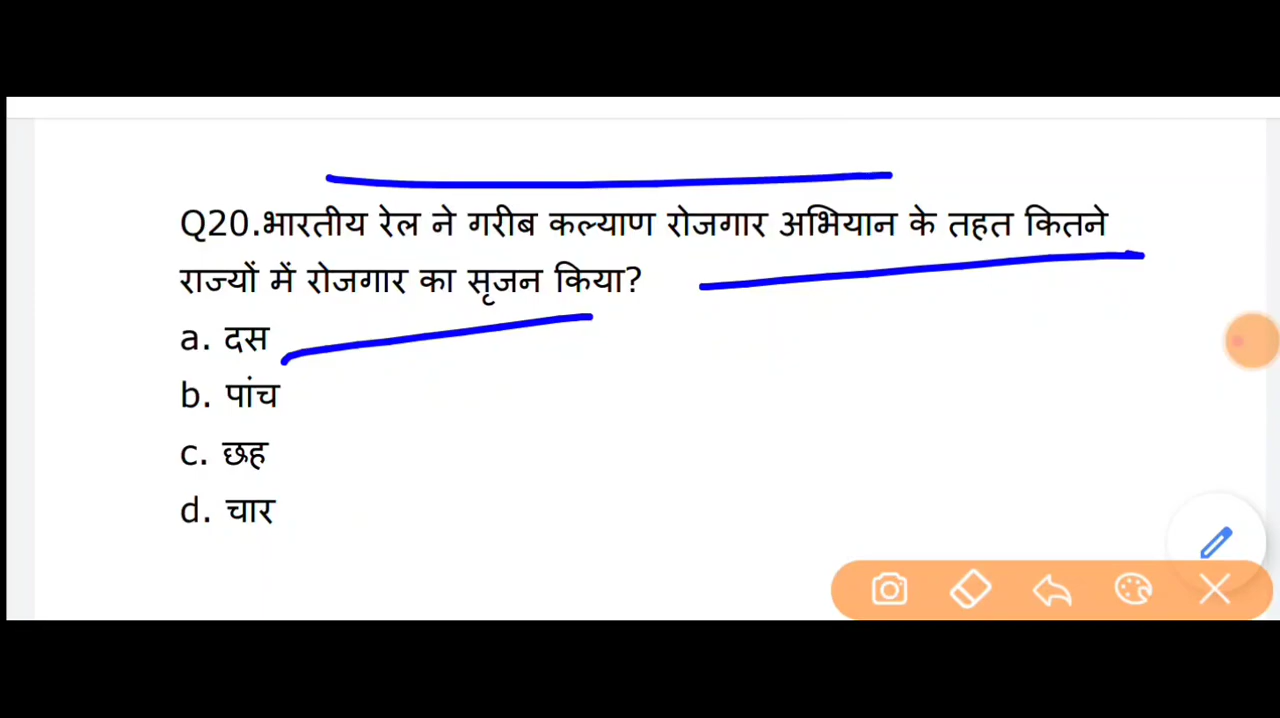 Q20.भारतीय रेल ने गरीब कल्याण रोजगार अभियान के तहत कितने
राज्यों में रोजगार का सृजन किया?
a. दस
b. पांच
c. छह
d. चार